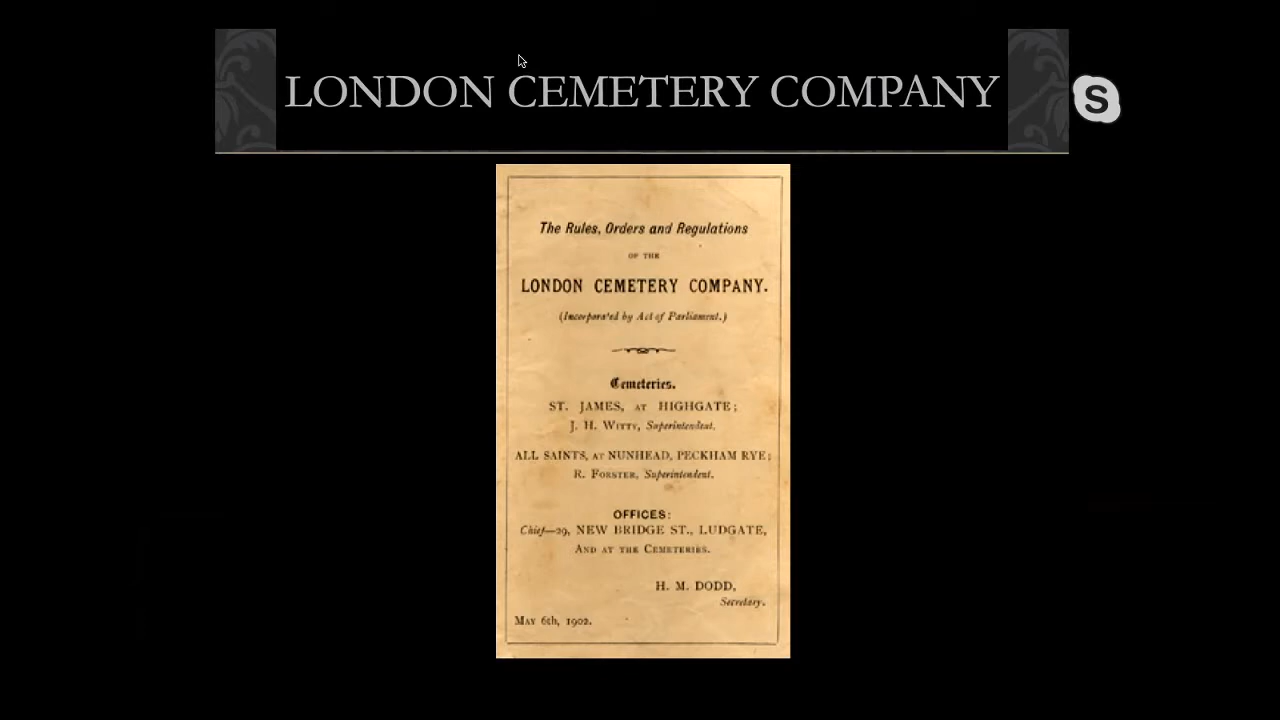 LONDON CEMETERY COMPANY
S
The Rules, Orders and Regulations
OF THE
LONDON CEMETERY COMPANY.
(Incorporated by Act of Parliament.)
Cemeteries.
ST. JAMES, AT HIGHGATE;
J. H. WITTY, Superintendent.
ALL SAINTS, AT NUNHEAD, PECKHAM RYE;
R. FORSTER, Superintendent.
OFFICES:
Chief—29, NEW BRIDGE ST., LUDGATE,
AND AT THE CEMETERIES.
H. M. DODD,
Secretary.
MAY 6th, 1902.